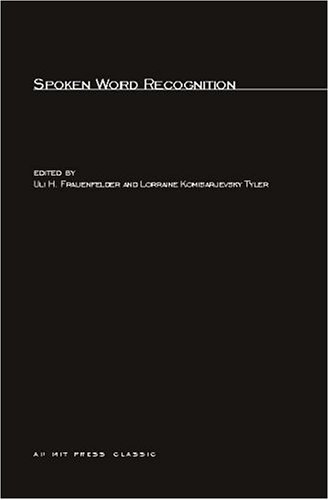 SPOKEN WORD RECOGNITION
EDITED BY
ULI H. FRAUENFELDER AND LORRAINE KOMISARJEVSKY TYLER
AN MIT PRESS CLASSIC